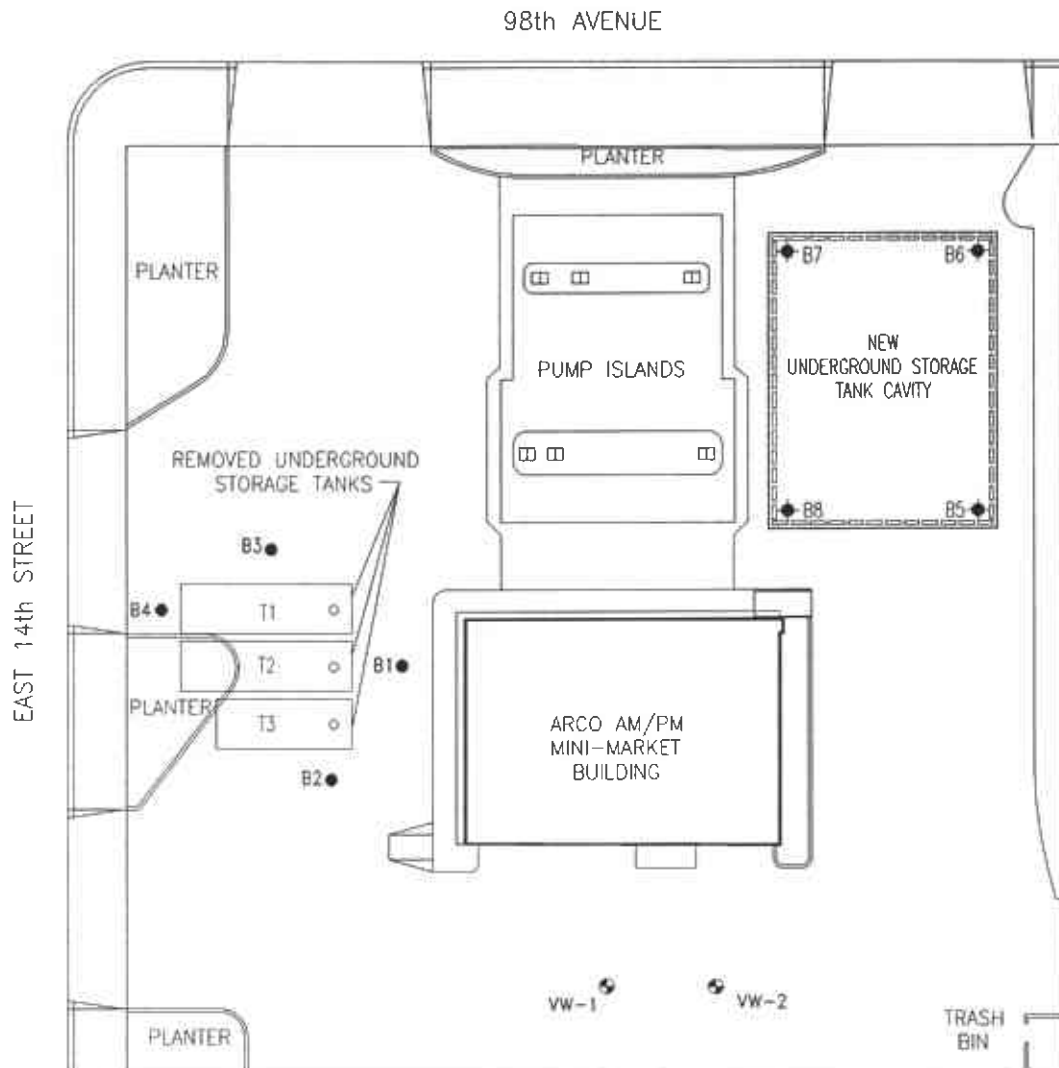 98th AVENUE
PLANTER
PLANTER
B7
B6
NEW
UNDERGROUND STORAGE
TANK CAVITY
PUMP ISLANDS
REMOVED UNDERGROUND
STORAGE TANKS
B8
B5
EAST 14th STREET
B3
B4
T1
T2
B1
PLANTER
T3
ARCO AM/PM
MINI-MARKET
BUILDING
B2
VW-1
VW-2
TRASH
BIN
PLANTER